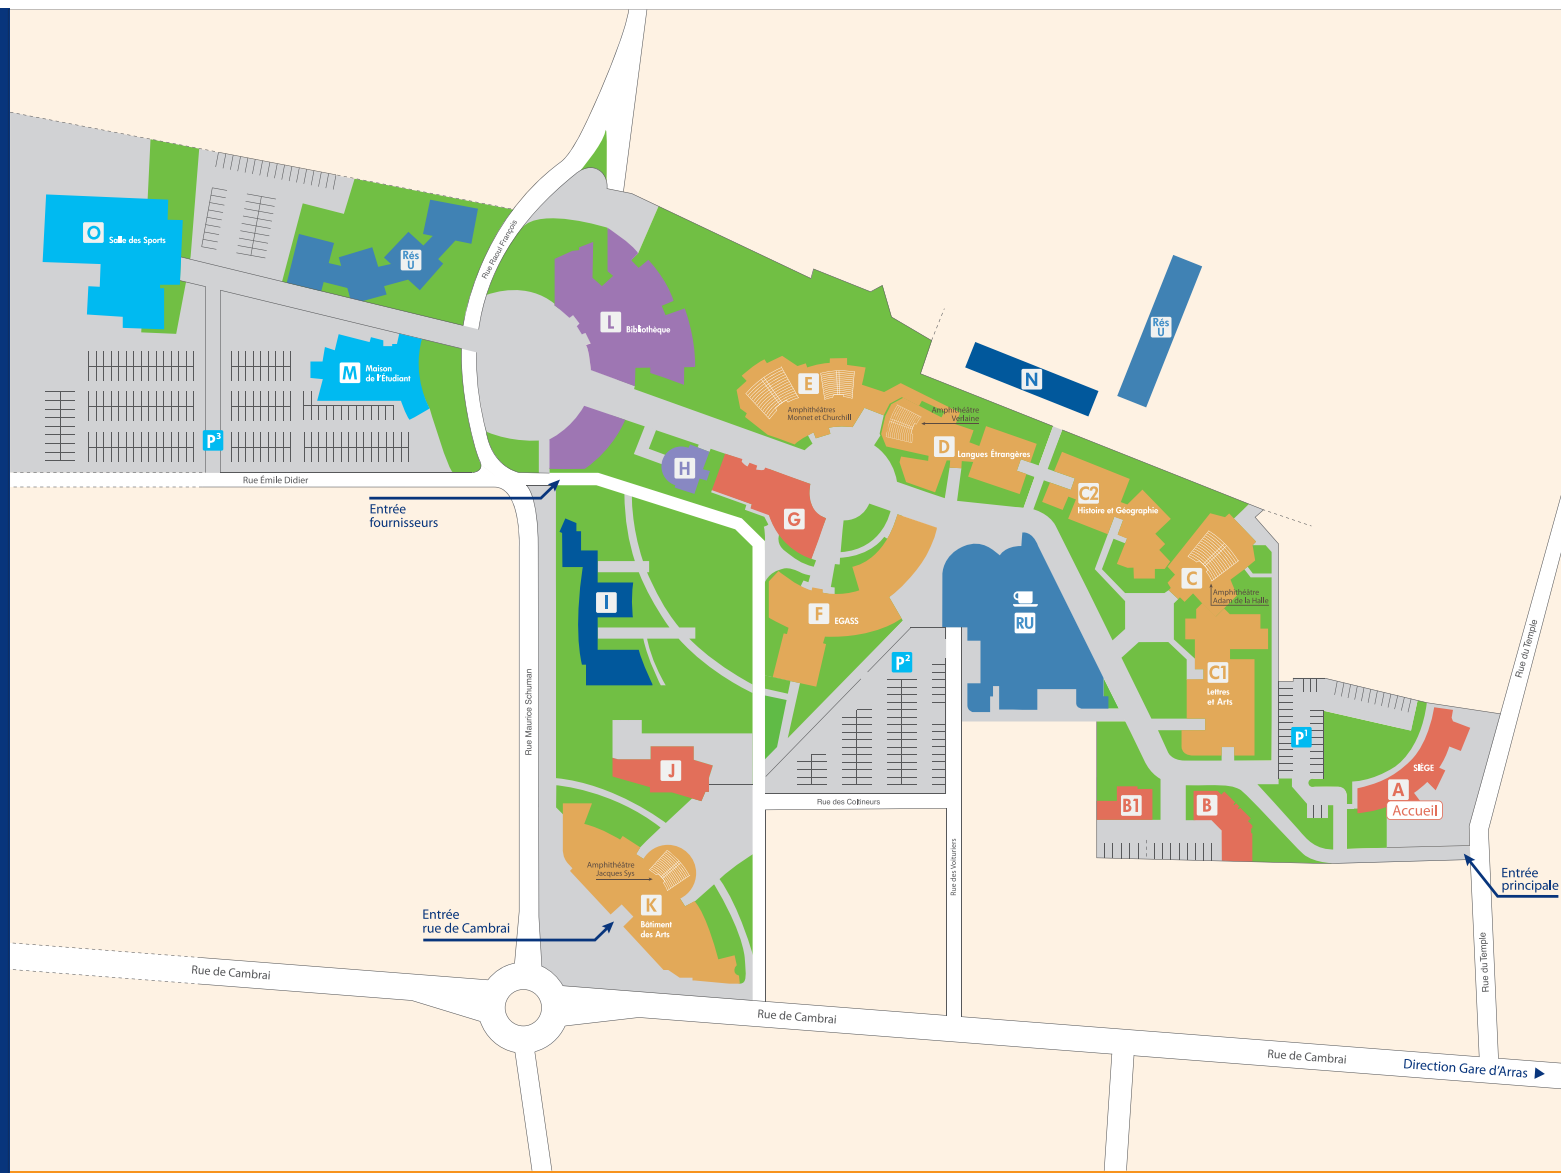 O
Salle des Sports
Rés
U
Rue Raoul François
L
Bibliothèque
M
Maison
de l'Étudiant
P³
Rue Émile Didier
Entrée
fournisseurs
E
Amphithéâtres
Monnet et Churchill
Amphithéâtre
Verlaine
D
Langues Étrangères
N
Rés
U
H
G
C2
Histoire et Géographie
C
Amphithéâtre
Adam de la Halle
I
F
EGASS
RU
P²
C1
Lettres
et Arts
Rue du Temple
Rue Maurice Schuman
J
P¹
SIÈGE
A
Accueil
B1
B
Rue des Cotineurs
Rue des Voituriers
Amphithéâtre
Jacques Sys
K
Bâtiment
des Arts
Entrée
rue de Cambrai
Entrée
principale
Rue du Temple
Rue de Cambrai
Rue de Cambrai
Rue de Cambrai
Direction Gare d'Arras